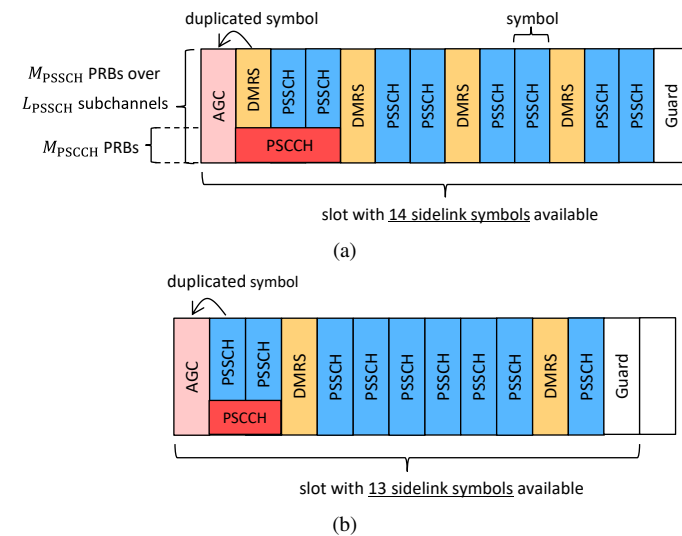 duplicated symbol
symbol
M_PSSCH PRBs over
L_PSSCH subchannels
M_PSCCH PRBs
AGC
DMRS
PSSCH
PSSCH
PSCCH
DMRS
PSSCH
PSSCH
DMRS
PSSCH
PSSCH
DMRS
PSSCH
PSSCH
Guard
slot with 14 sidelink symbols available
(a)
duplicated symbol
AGC
PSSCH
PSSCH
PSCCH
DMRS
PSSCH
PSSCH
PSSCH
PSSCH
PSSCH
PSSCH
DMRS
PSSCH
Guard
slot with 13 sidelink symbols available
(b)